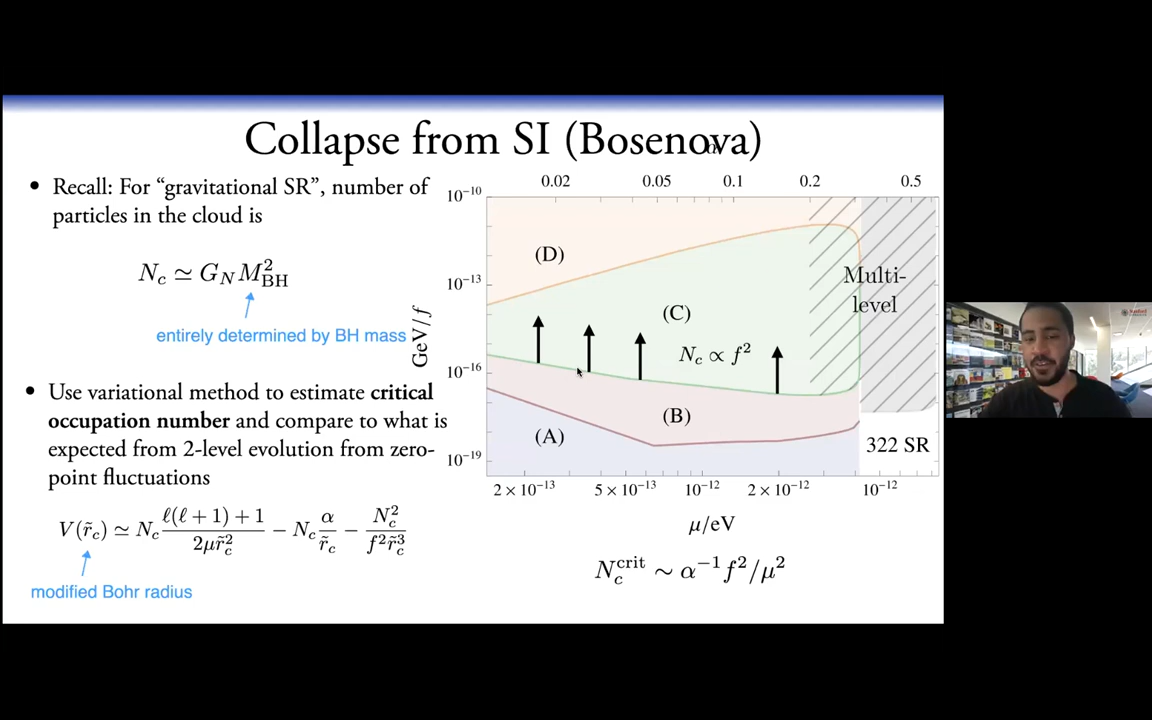 Collapse from SI (Bosenova)
α
• Recall: For “gravitational SR”, number of
particles in the cloud is
N_c ≃ G_N M_BH^2
entirely determined by BH mass
• Use variational method to estimate critical
occupation number and compare to what is
expected from 2-level evolution from zero-
point fluctuations
V(r̃_c) ≃ N_c (ℓ(ℓ + 1) + 1)/(2μr̃_c^2) − N_c α/r̃_c − N_c^2/(f^2 r̃_c^3)
modified Bohr radius
0.02 0.05 0.1 0.2 0.5
10^-10
10^-13
10^-16
10^-19
GeV/f
(D)
(C)
N_c ∝ f^2
(B)
(A)
Multi-
level
322 SR
2 × 10^-13 5 × 10^-13 10^-12 2 × 10^-12 10^-12
μ/eV
N_c^crit ∼ α^-1 f^2/μ^2